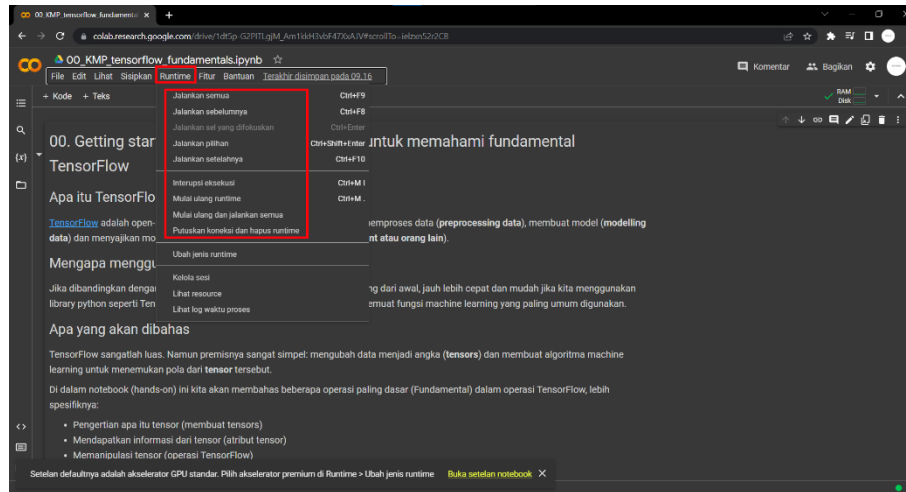 00_KMP_tensorflow_fundamental
colab.research.google.com/drive/1dt5p-G2PITLgjM_Am1kkH3vbF47XxAJV#scrollTo=ielzxn52r2C8
00_KMP_tensorflow_fundamentals.ipynb
Komentar Bagikan
File Edit Lihat Sisipkan Runtime Fitur Bantuan Terakhir disimpan pada 09.16
+ Kode + Teks
RAM
Disk
Jalankan semua Ctrl+F9
Jalankan sebelumnya Ctrl+F8
Jalankan sel yang difokuskan Ctrl+Enter
Jalankan pilihan Ctrl+Shift+Enter
Jalankan setelahnya Ctrl+F10
Interupsi eksekusi Ctrl+M I
Mulai ulang runtime Ctrl+M .
Mulai ulang dan jalankan semua
Putuskan koneksi dan hapus runtime
Ubah jenis runtime
Kelola sesi
Lihat resource
Lihat log waktu proses
{x}
00. Getting star untuk memahami fundamental
TensorFlow
Apa itu TensorFlo
TensorFlow adalah open- emproses data (preprocessing data), membuat model (modelling
data) dan menyajikan mo nt atau orang lain).
Mengapa menggu
Jika dibandingkan dengan ng dari awal, jauh lebih cepat dan mudah jika kita menggunakan
library python seperti Ten emuat fungsi machine learning yang paling umum digunakan.
Apa yang akan dibahas
TensorFlow sangatlah luas. Namun premisnya sangat simpel: mengubah data menjadi angka (tensors) dan membuat algoritma machine
learning untuk menemukan pola dari tensor tersebut.
Di dalam notebook (hands-on) ini kita akan membahas beberapa operasi paling dasar (Fundamental) dalam operasi TensorFlow, lebih
spesifiknya:
• Pengertian apa itu tensor (membuat tensors)
• Mendapatkan informasi dari tensor (atribut tensor)
• Memanipulasi tensor (operasi TensorFlow)
Setelan defaultnya adalah akselerator GPU standar. Pilih akselerator premium di Runtime > Ubah jenis runtime Buka setelan notebook